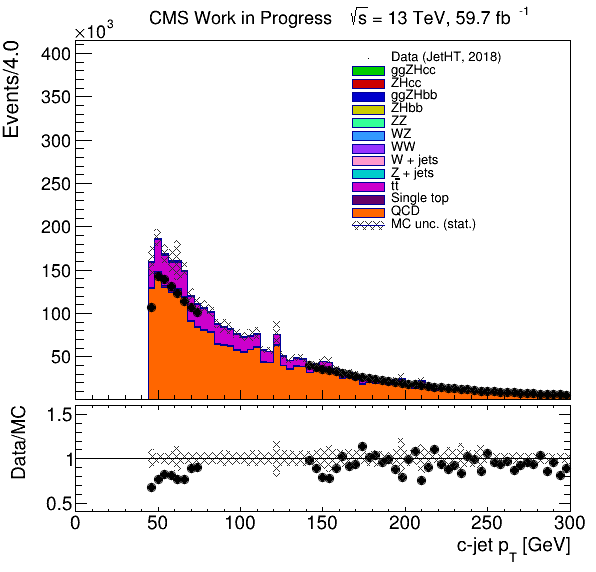 CMS Work in Progress √s = 13 TeV, 59.7 fb⁻¹
×10³
Events/4.0
400
350
300
250
200
150
100
50
Data (JetHT, 2018)
ggZHcc
ZHcc
ggZHbb
ZHbb
ZZ
WZ
WW
W + jets
Z + jets
tt̅
Single top
QCD
MC unc. (stat.)
Data/MC
1.5
1
0.5
0 50 100 150 200 250 300
c-jet p_T [GeV]